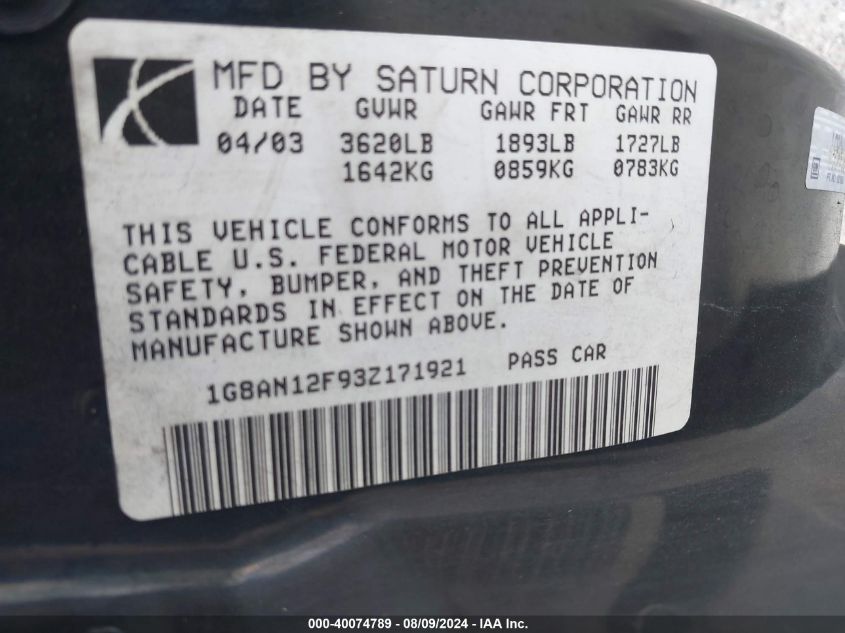 MFD BY SATURN CORPORATION
DATE GVWR GAWR FRT GAWR RR
04/03 3620LB 1893LB 1727LB
1642KG 0859KG 0783KG
THIS VEHICLE CONFORMS TO ALL APPLI-
CABLE U.S. FEDERAL MOTOR VEHICLE
SAFETY, BUMPER, AND THEFT PREVENTION
STANDARDS IN EFFECT ON THE DATE OF
MANUFACTURE SHOWN ABOVE.
1G8AN12F93Z171921 PASS CAR
000-40074789 - 08/09/2024 - IAA Inc.